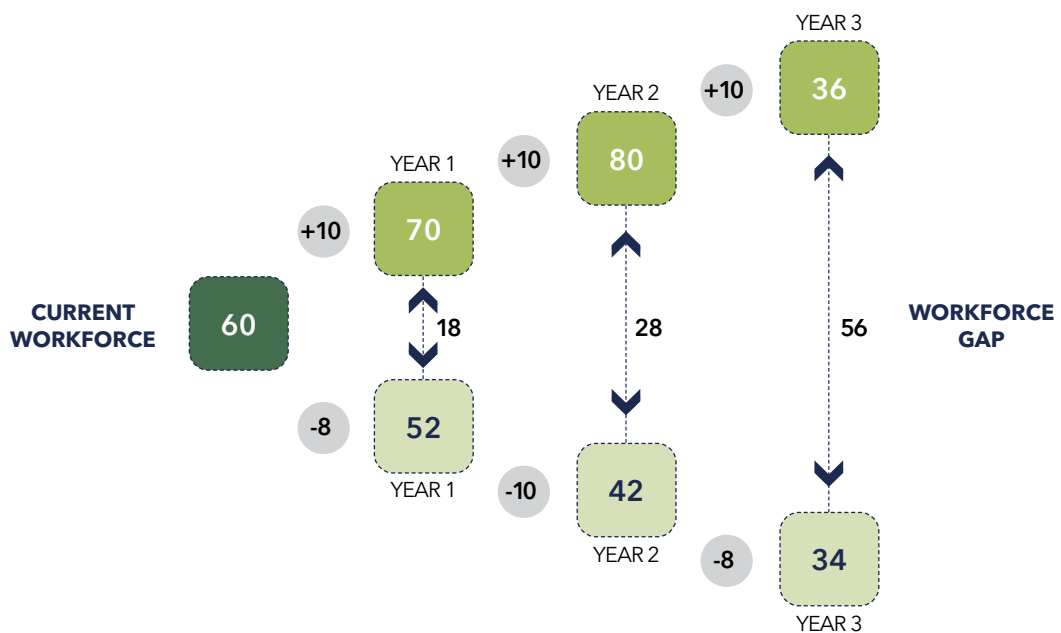 YEAR 3
+10
36
YEAR 2
+10
80
YEAR 1
+10
70
CURRENT
WORKFORCE
60
18
28
56
WORKFORCE
GAP
-8
52
YEAR 1
-10
42
YEAR 2
-8
34
YEAR 3